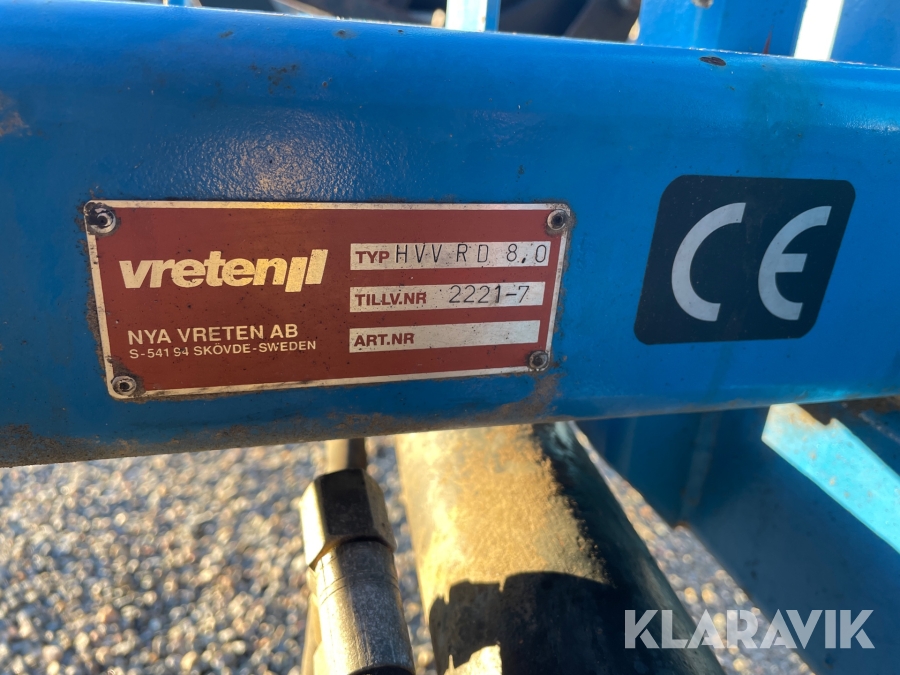 vreten
NYA VRETEN AB
S-541 94 SKÖVDE-SWEDEN
TYP HVV RD 8.0
TILLV.NR 2221-7
ART.NR
CE
KLARAVIK